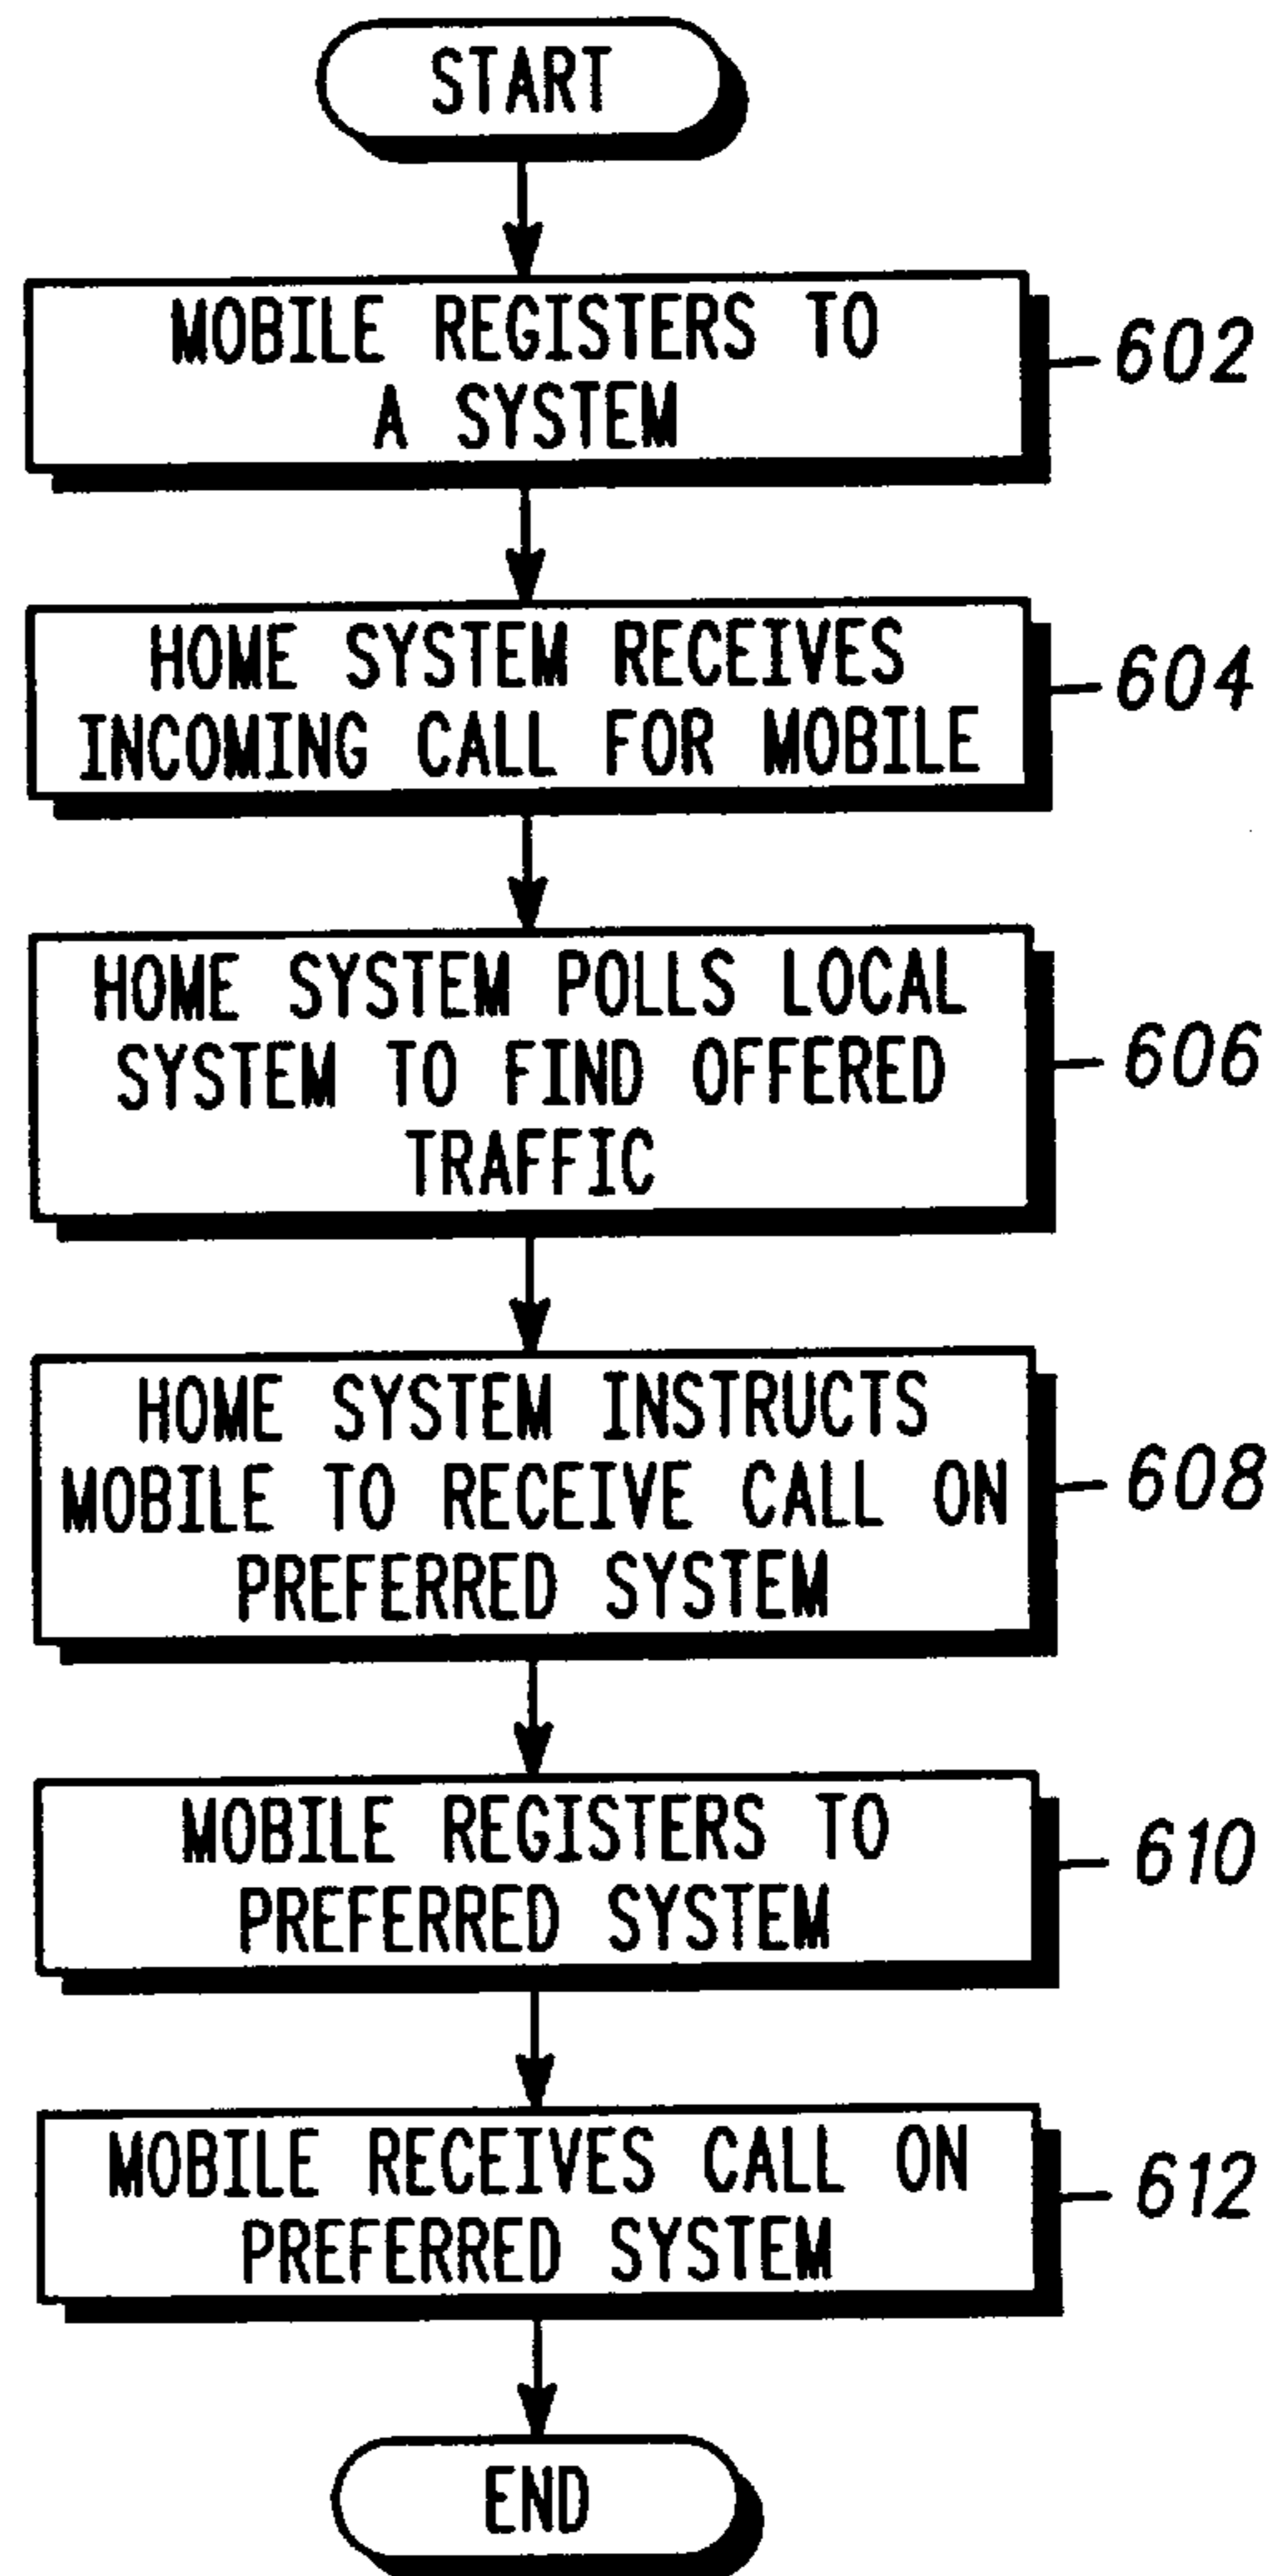 START
MOBILE REGISTERS TO
A SYSTEM
602
HOME SYSTEM RECEIVES
INCOMING CALL FOR MOBILE
604
HOME SYSTEM POLLS LOCAL
SYSTEM TO FIND OFFERED
TRAFFIC
606
HOME SYSTEM INSTRUCTS
MOBILE TO RECEIVE CALL ON
PREFERRED SYSTEM
608
MOBILE REGISTERS TO
PREFERRED SYSTEM
610
MOBILE RECEIVES CALL ON
PREFERRED SYSTEM
612
END